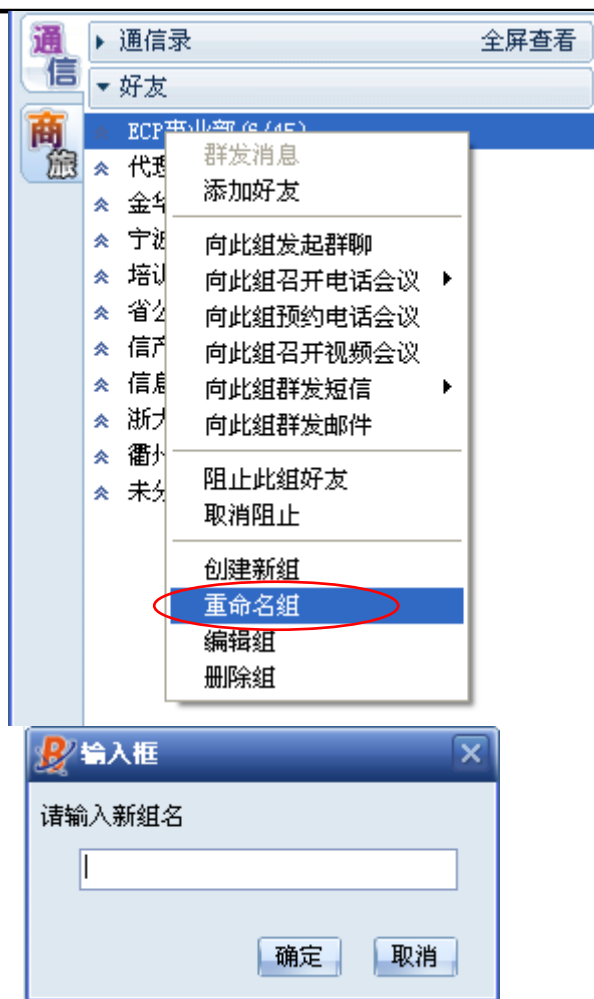 通信
通信录 全屏查看
好友
商旅
ECP事业部(6/45)
群发消息
代理
添加好友
金华
宁波
向此组发起群聊
培训
向此组召开电话会议
省公
向此组预约电话会议
信产
向此组召开视频会议
信息
向此组群发短信
浙大
向此组群发邮件
衢州
未分
阻止此组好友
取消阻止
创建新组
重命名组
编辑组
删除组
输入框
请输入新组名
确定 取消